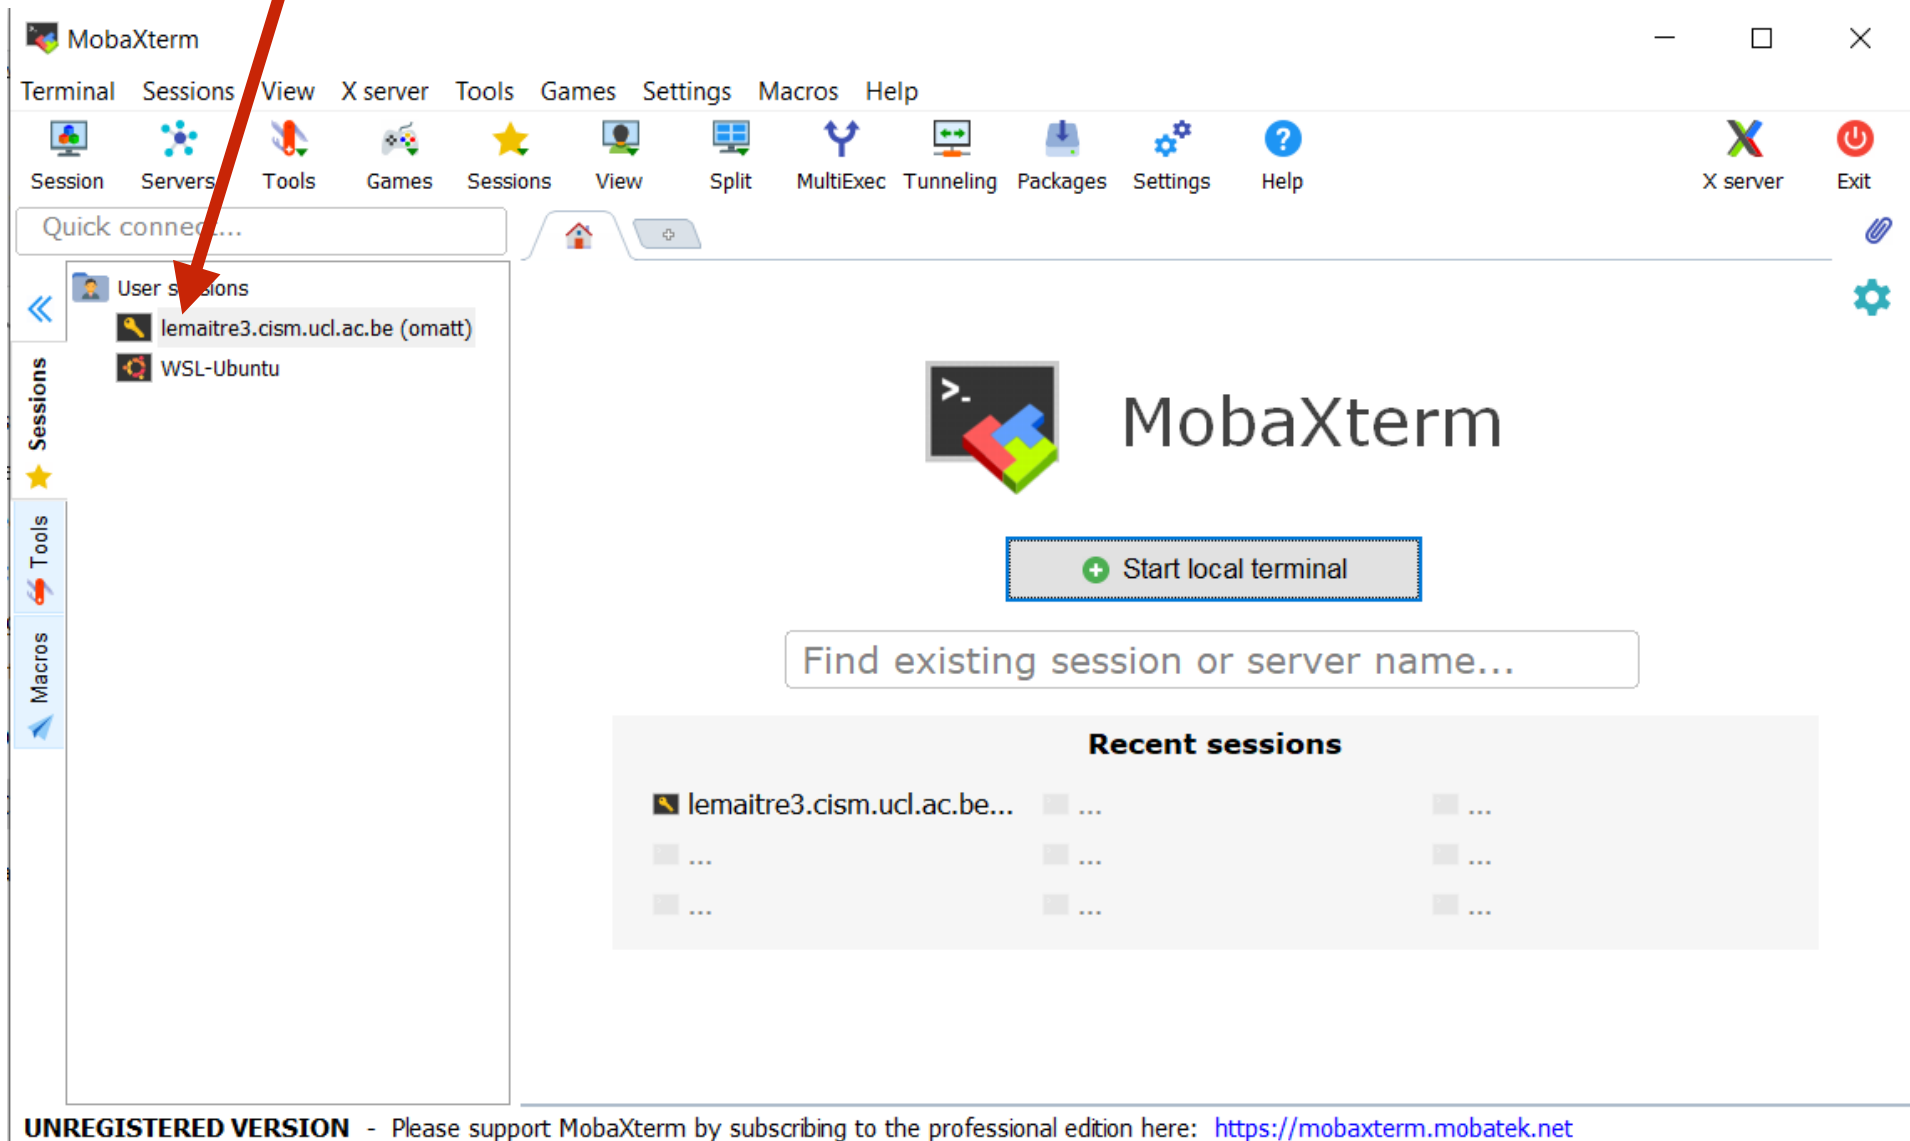 MobaXterm
Terminal Sessions View X server Tools Games Settings Macros Help
Session Servers Tools Games Sessions View Split MultiExec Tunneling Packages Settings Help X server Exit
Quick connect...
User sessions
lemaitre3.cism.ucl.ac.be (omatt)
WSL-Ubuntu
Sessions
Tools
Macros
>_
MobaXterm
Start local terminal
Find existing session or server name...
Recent sessions
lemaitre3.cism.ucl.ac.be... ... ...
... ... ...
... ... ...
UNREGISTERED VERSION - Please support MobaXterm by subscribing to the professional edition here: https://mobaxterm.mobatek.net